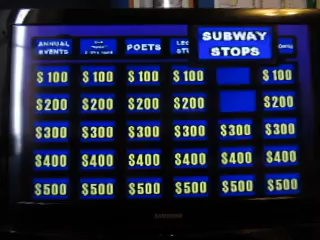 SUBWAY
STOPS
ANNUAL
EVENTS
POETS
$100 $100 $100 $100 $100
$200 $200 $200 $200 $200
$300 $300 $300 $300 $300 $300
$400 $400 $400 $400 $400 $400
$500 $500 $500 $500 $500 $500
SAMSUNG